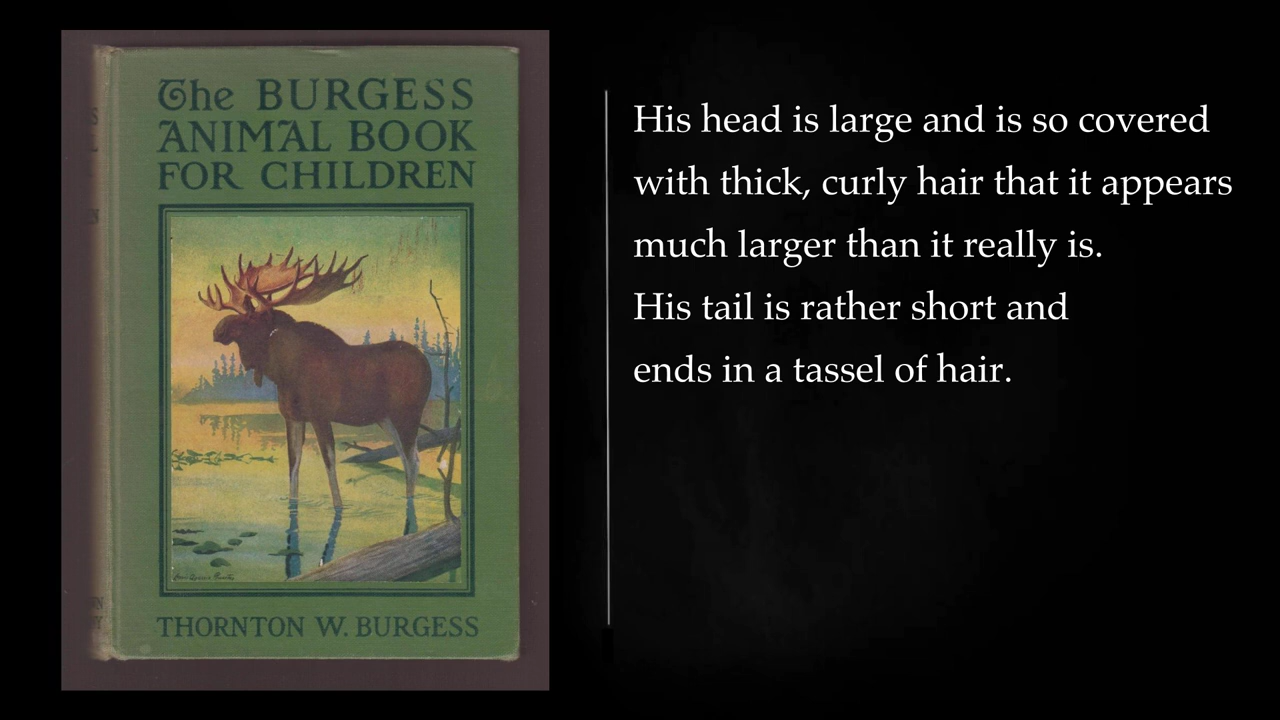 The BURGESS
ANIMAL BOOK
FOR CHILDREN
THORNTON W. BURGESS
His head is large and is so covered
with thick, curly hair that it appears
much larger than it really is.
His tail is rather short and
ends in a tassel of hair.